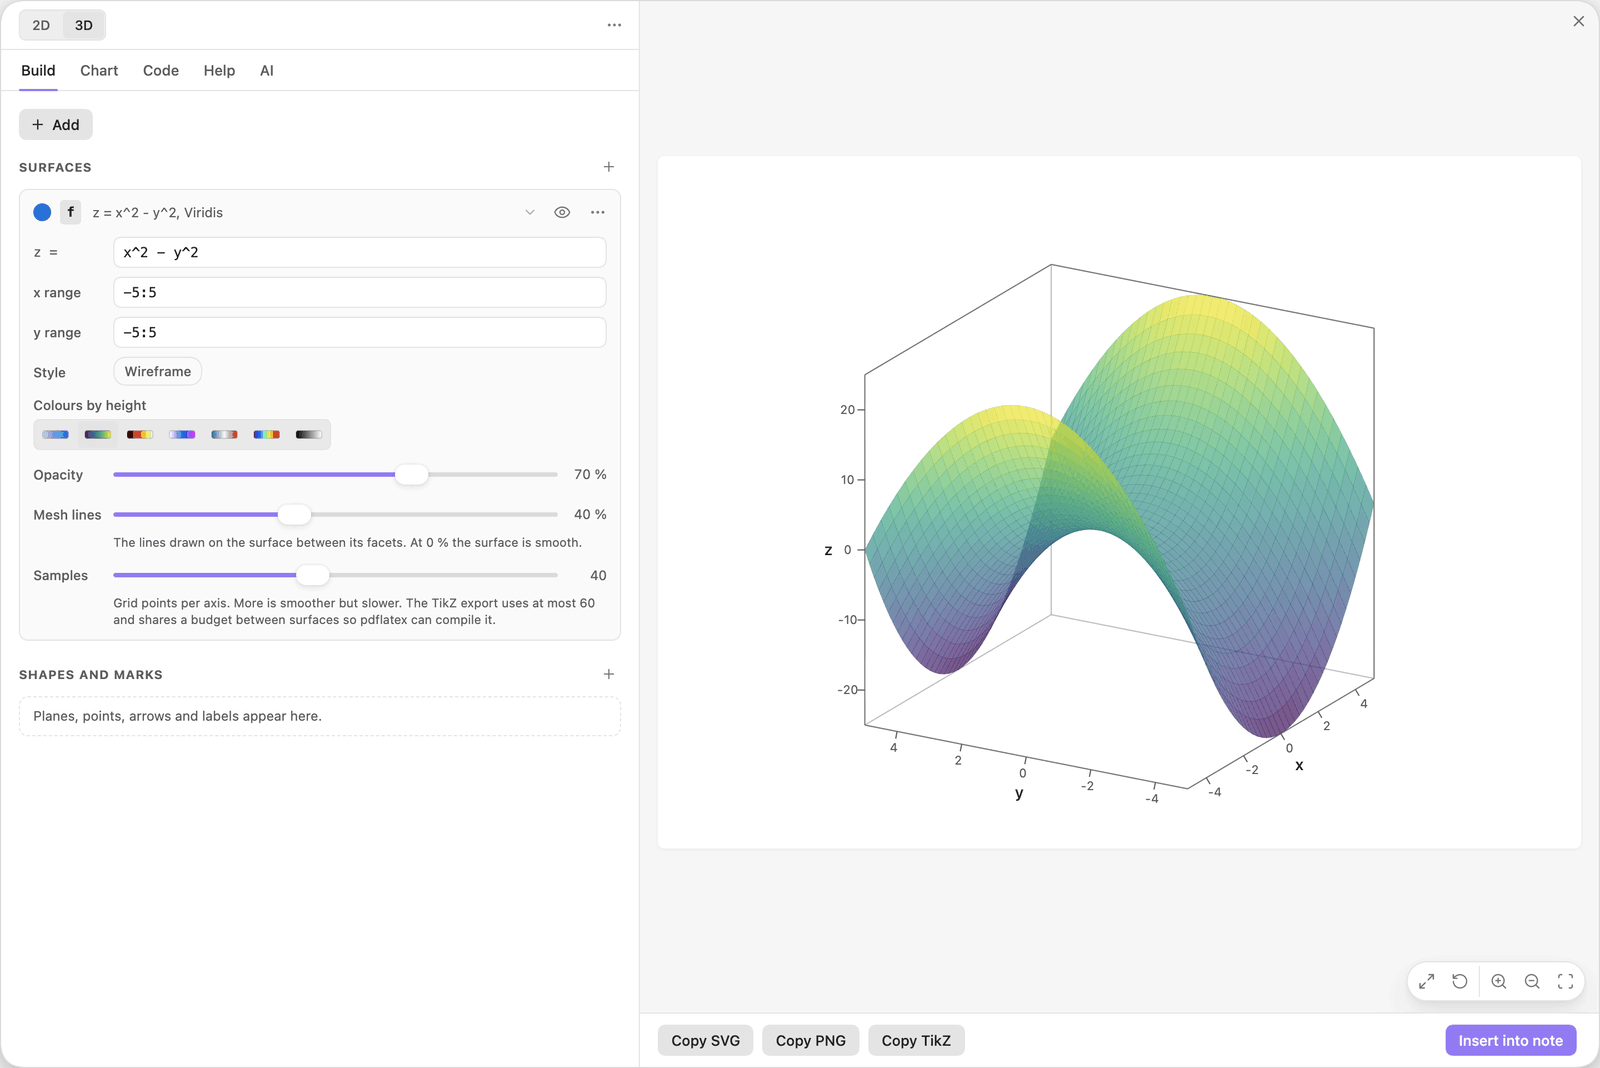 2D 3D
Build Chart Code Help AI
+ Add
SURFACES
f z = x^2 - y^2, Viridis
z = x^2 − y^2
x range −5:5
y range −5:5
Style Wireframe
Colours by height
Opacity 70 %
Mesh lines 40 %
The lines drawn on the surface between its facets. At 0 % the surface is smooth.
Samples 40
Grid points per axis. More is smoother but slower. The TikZ export uses at most 60
and shares a budget between surfaces so pdflatex can compile it.
SHAPES AND MARKS
Planes, points, arrows and labels appear here.
20
10
z 0
-10
-20
4 2 0 -2 -4
y
-4 -2 0 2 4
x
Copy SVG Copy PNG Copy TikZ Insert into note